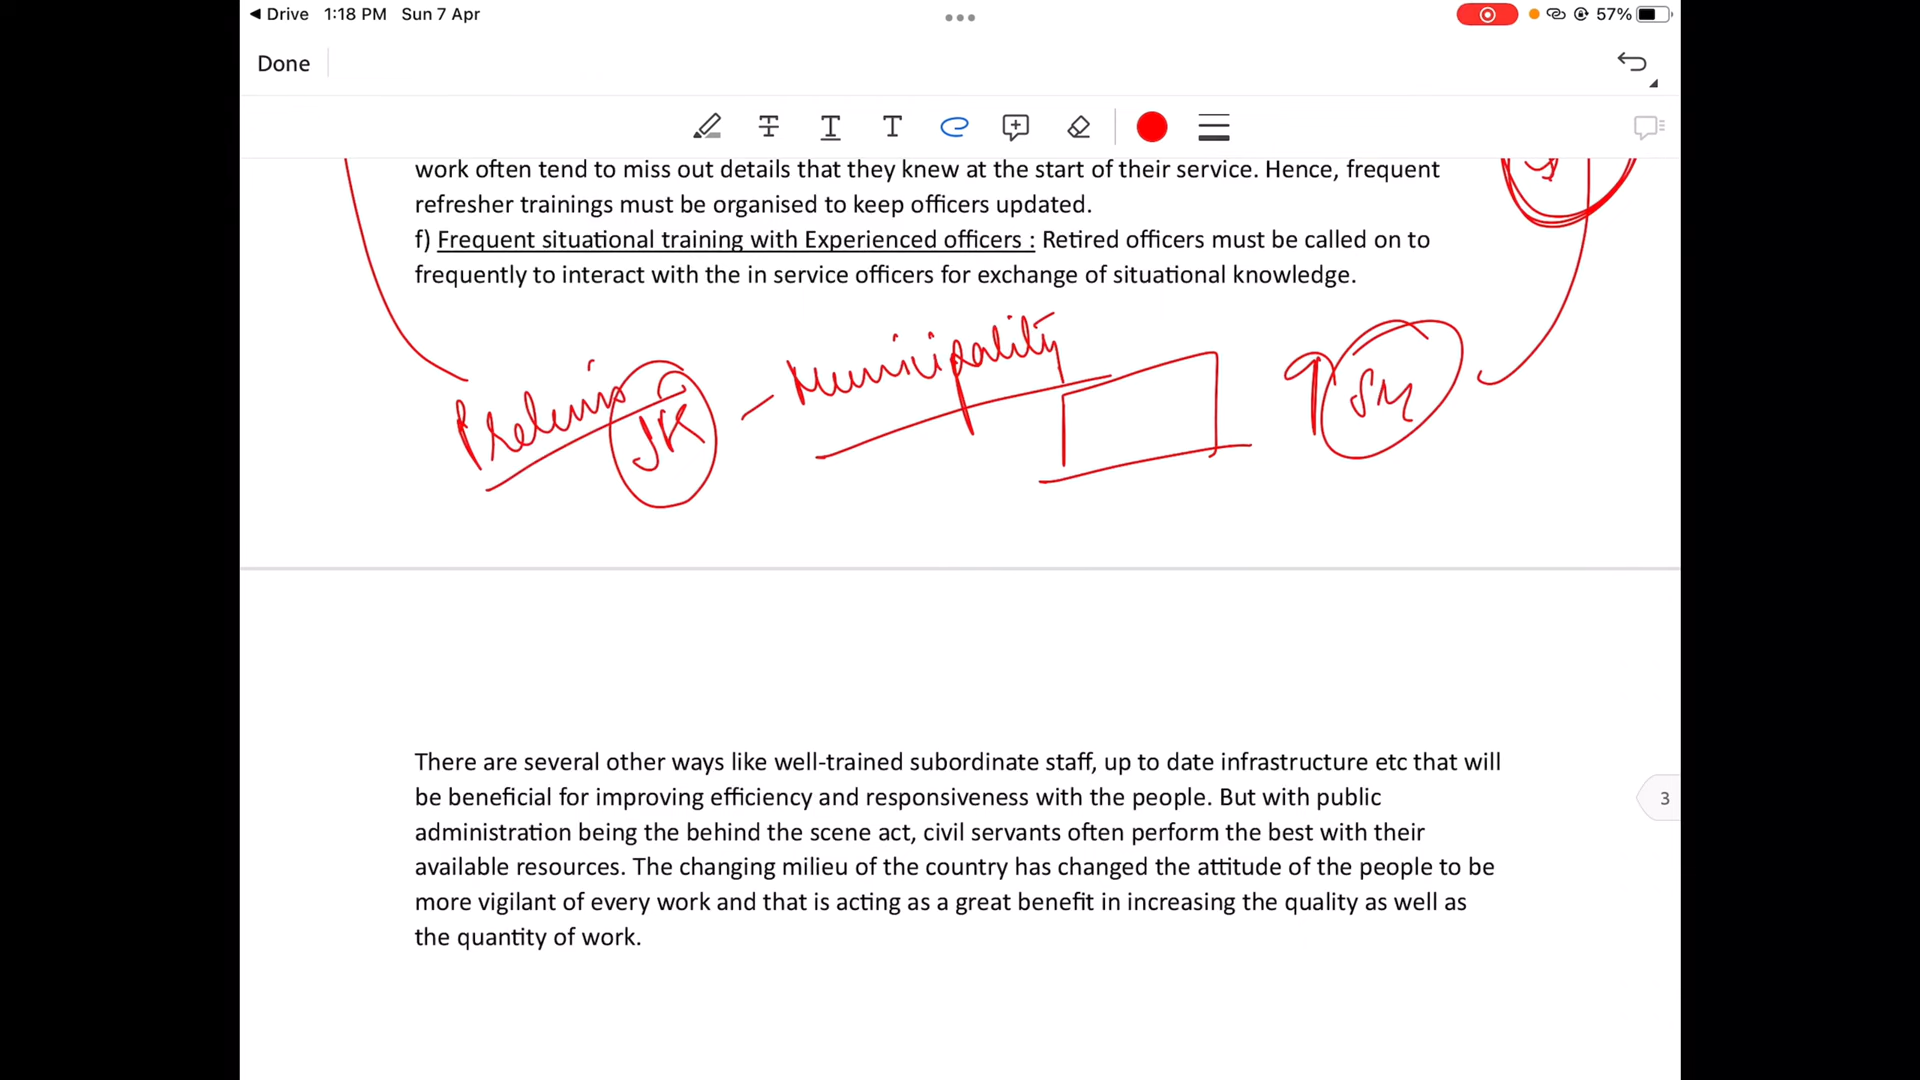 Drive 1:18 PM Sun 7 Apr 57%
Done
work often tend to miss out details that they knew at the start of their service. Hence, frequent
refresher trainings must be organised to keep officers updated.
f) Frequent situational training with Experienced officers : Retired officers must be called on to
frequently to interact with the in service officers for exchange of situational knowledge.
Prelims JK - Municipality SM
There are several other ways like well-trained subordinate staff, up to date infrastructure etc that will
be beneficial for improving efficiency and responsiveness with the people. But with public
administration being the behind the scene act, civil servants often perform the best with their
available resources. The changing milieu of the country has changed the attitude of the people to be
more vigilant of every work and that is acting as a great benefit in increasing the quality as well as
the quantity of work.
3